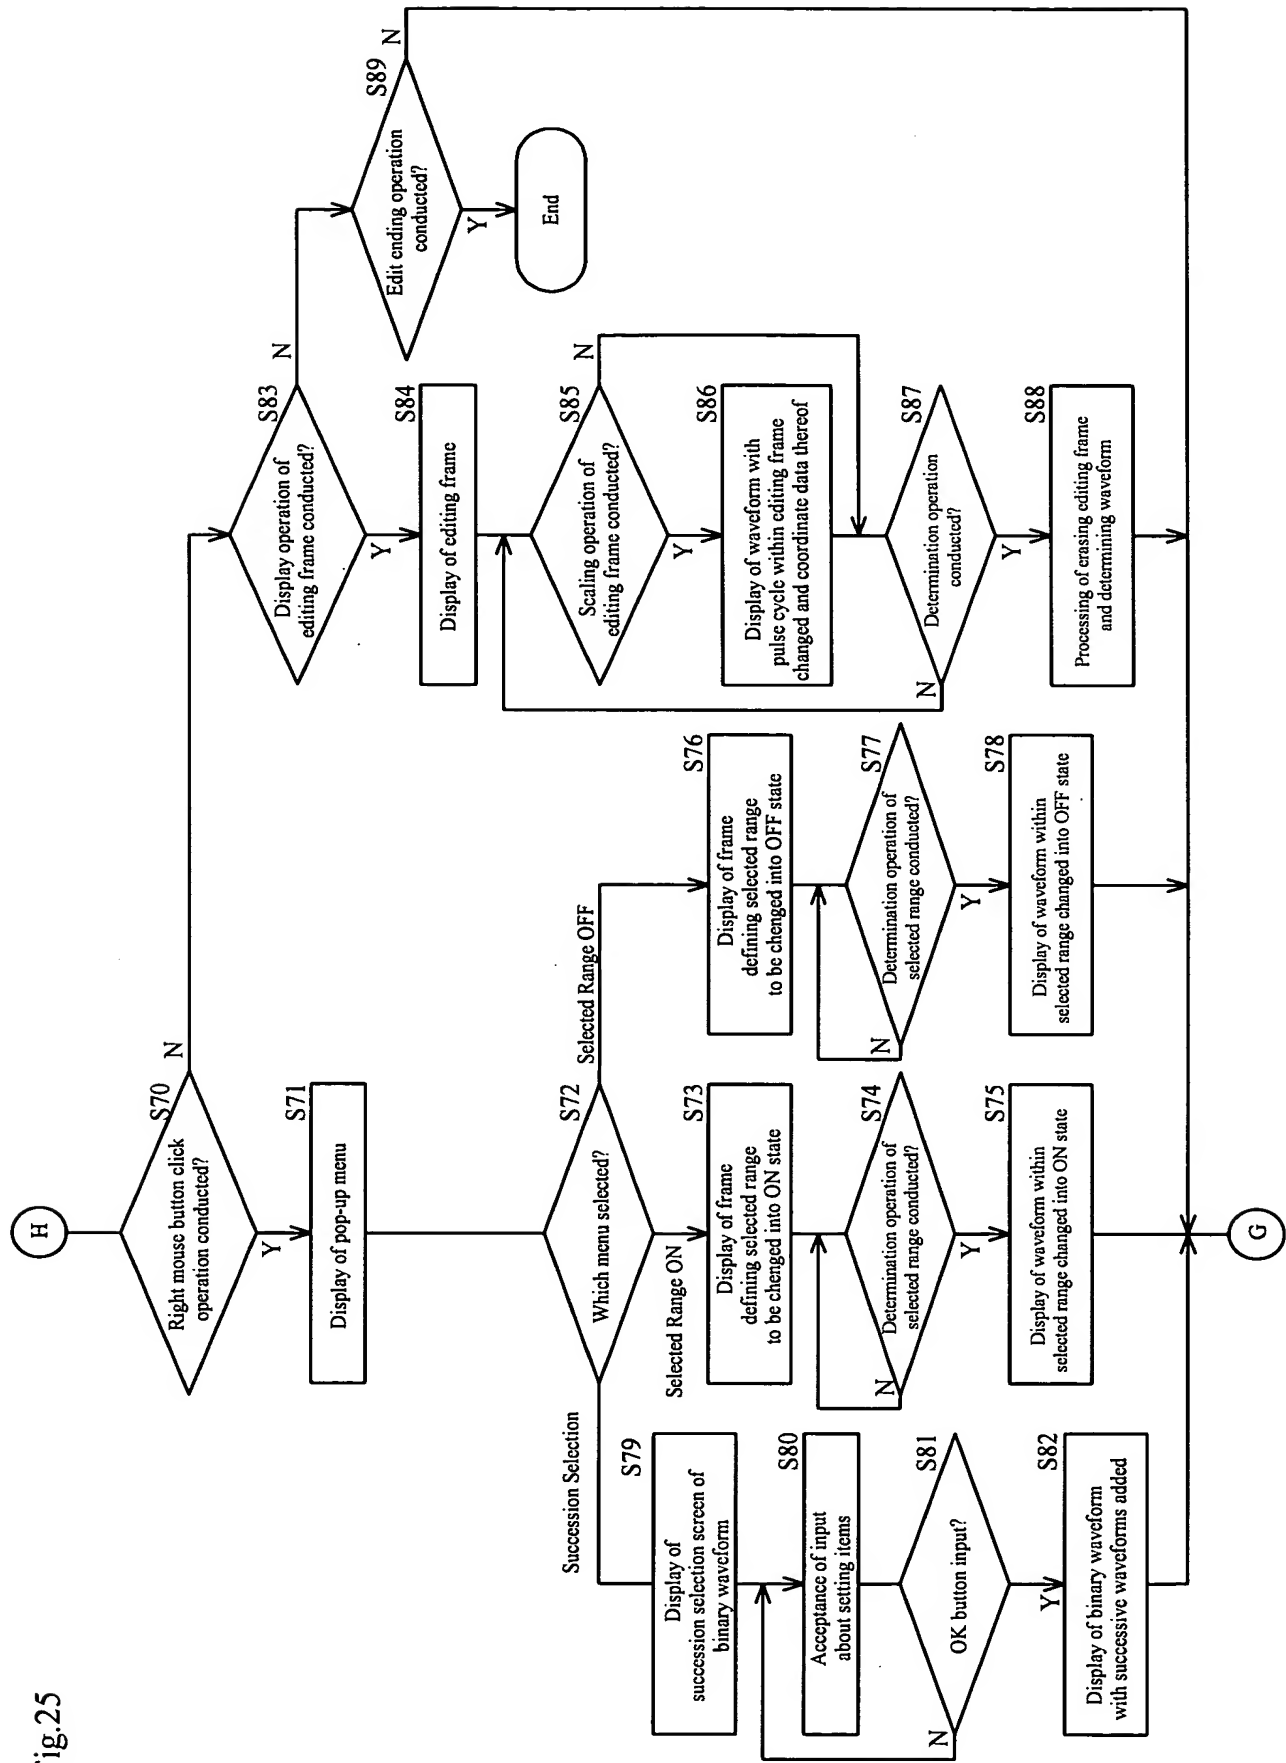 Fig.25
H
S70
Right mouse button click
operation conducted?
N
Y
S71
Display of pop-up menu
S72
Which menu selected?
Succession Selection
Selected Range ON
Selected Range OFF
S79
Display of
succession selection screen of
binary waveform
S80
Acceptance of input
about setting items
S81
OK button input?
N
Y
S82
Display of binary waveform
with successive waveforms added
S73
Display of frame
defining selected range
to be chenged into ON state
S74
Determination operation of
selected range conducted?
N
Y
S75
Display of waveform within
selected range changed into ON state
S76
Display of frame
defining selected range
to be chenged into OFF state
S77
Determination operation of
selected range conducted?
N
Y
S78
Display of waveform within
selected range changed into OFF state
S83
Display operation of
editing frame conducted?
N
Y
S84
Display of editing frame
S85
Scaling operation of
editing frame conducted?
N
Y
S86
Display of waveform with
pulse cycle within editing frame
changed and coordinate data thereof
S87
Determination operation
conducted?
N
Y
S88
Processing of erasing editing frame
and determining waveform
S89
Edit ending operation
conducted?
N
Y
End
G